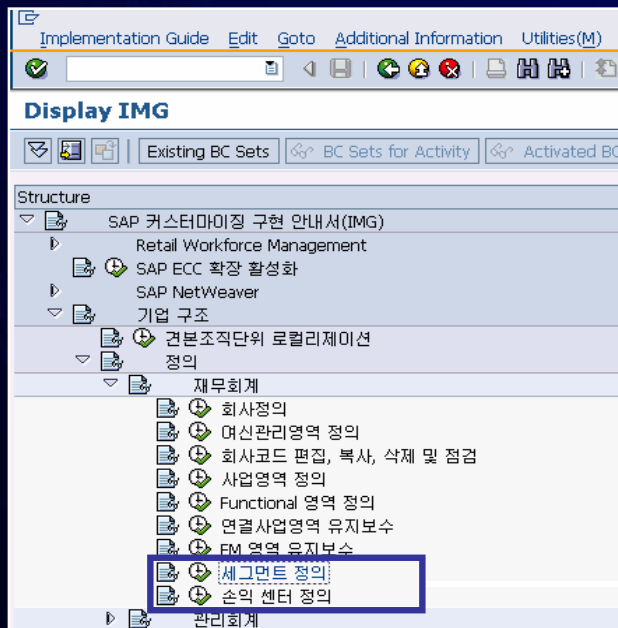 Implementation Guide Edit Goto Additional Information Utilities(M)
Display IMG
Existing BC Sets BC Sets for Activity Activated BC
Structure
SAP 커스터마이징 구현 안내서(IMG)
Retail Workforce Management
SAP ECC 확장 활성화
SAP NetWeaver
기업 구조
견본조직단위 로컬리제이션
정의
재무회계
회사정의
여신관리영역 정의
회사코드 편집, 복사, 삭제 및 점검
사업영역 정의
Functional 영역 정의
연결사업영역 유지보수
FM 영역 유지보수
세그먼트 정의
손익 센터 정의
관리회계